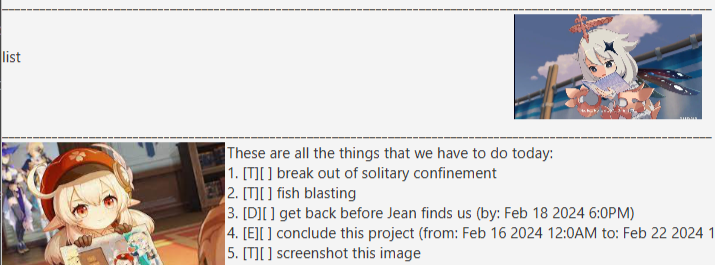 list
These are all the things that we have to do today:
1. [T][ ] break out of solitary confinement
2. [T][ ] fish blasting
3. [D][ ] get back before Jean finds us (by: Feb 18 2024 6:0PM)
4. [E][ ] conclude this project (from: Feb 16 2024 12:0AM to: Feb 22 2024 1
5. [T][ ] screenshot this image